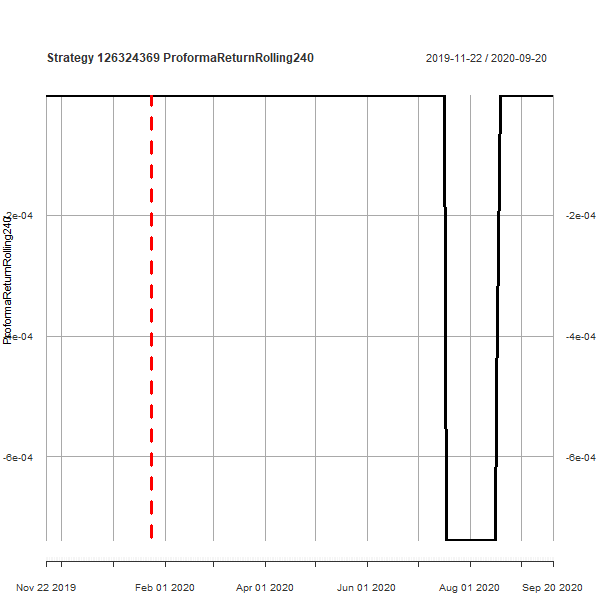 Strategy 126324369 ProformaReturnRolling240
2019-11-22 / 2020-09-20
ProformaReturnRolling240
-2e-04
-2e-04
-4e-04
-4e-04
-6e-04
-6e-04
Nov 22 2019
Feb 01 2020
Apr 01 2020
Jun 01 2020
Aug 01 2020
Sep 20 2020